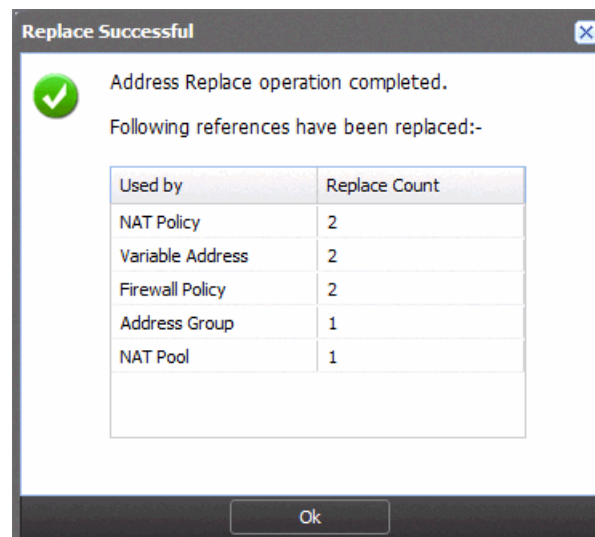 Replace Successful
Address Replace operation completed.
Following references have been replaced:-
Used by Replace Count
NAT Policy 2
Variable Address 2
Firewall Policy 2
Address Group 1
NAT Pool 1
Ok